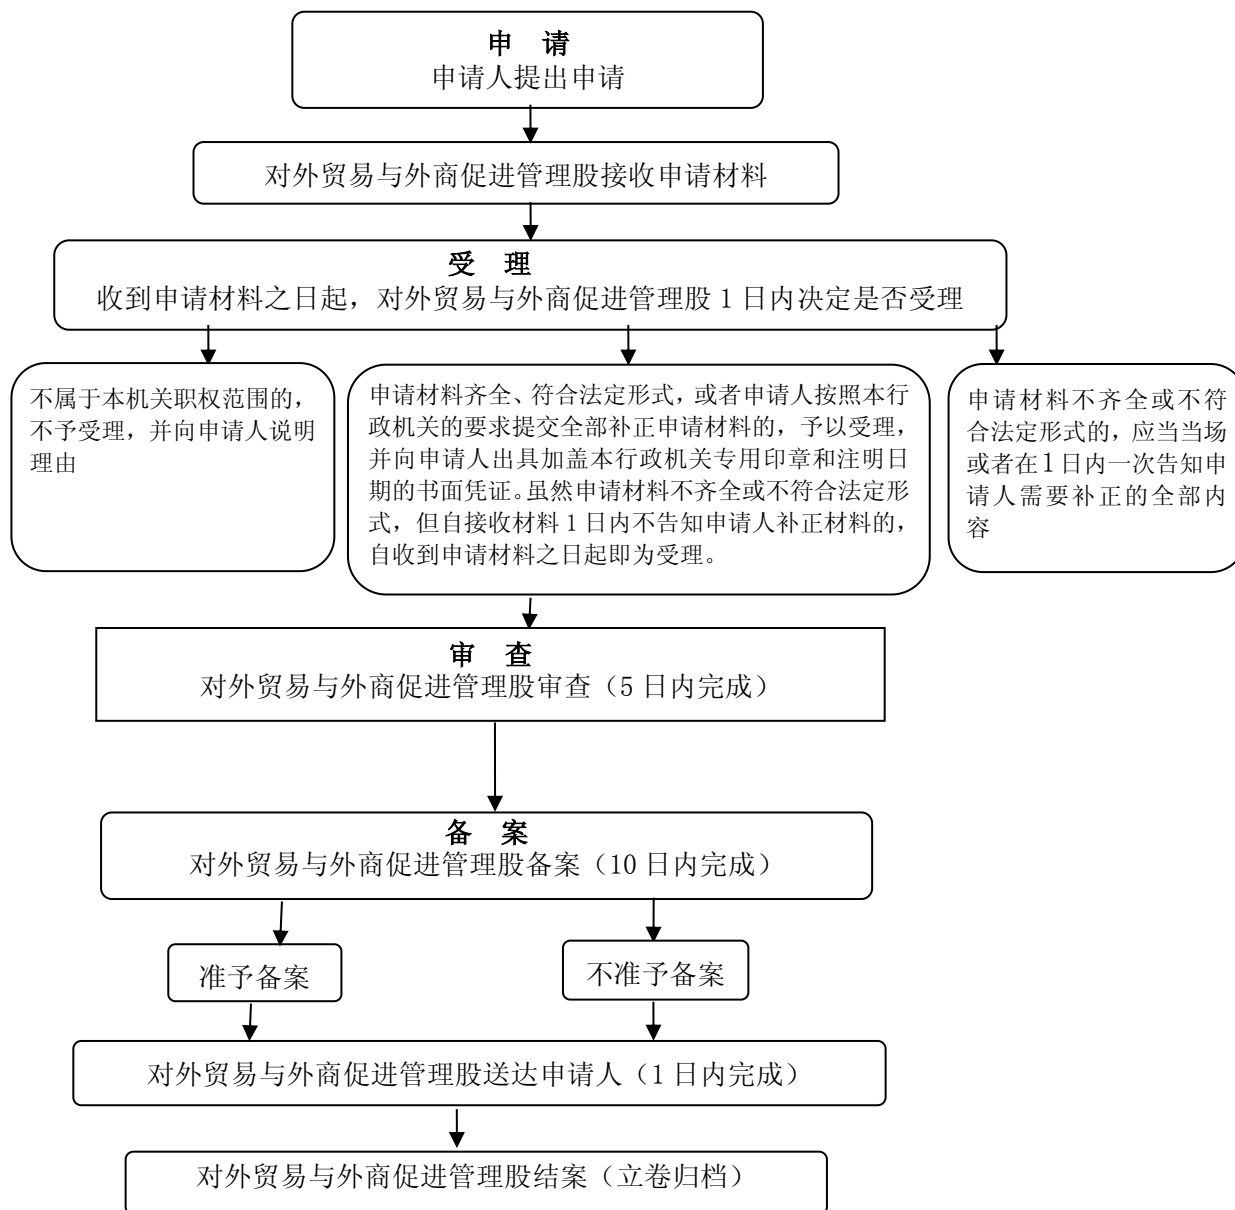 申 请
申请人提出申请
对外贸易与外商促进管理股接收申请材料
受 理
收到申请材料之日起，对外贸易与外商促进管理股 1 日内决定是否受理
不属于本机关职权范围的，
不予受理，并向申请人说明
理由
申请材料齐全、符合法定形式，或者申请人按照本行
政机关的要求提交全部补正申请材料的，予以受理，
并向申请人出具加盖本行政机关专用印章和注明日
期的书面凭证。虽然申请材料不齐全或不符合法定形
式，但自接收材料 1 日内不告知申请人补正材料的，
自收到申请材料之日起即为受理。
申请材料不齐全或不符
合法定形式的，应当当场
或者在1日内一次告知申
请人需要补正的全部内
容
审 查
对外贸易与外商促进管理股审查（5 日内完成）
备 案
对外贸易与外商促进管理股备案（10 日内完成）
准予备案
不准予备案
对外贸易与外商促进管理股送达申请人（1 日内完成）
对外贸易与外商促进管理股结案（立卷归档）